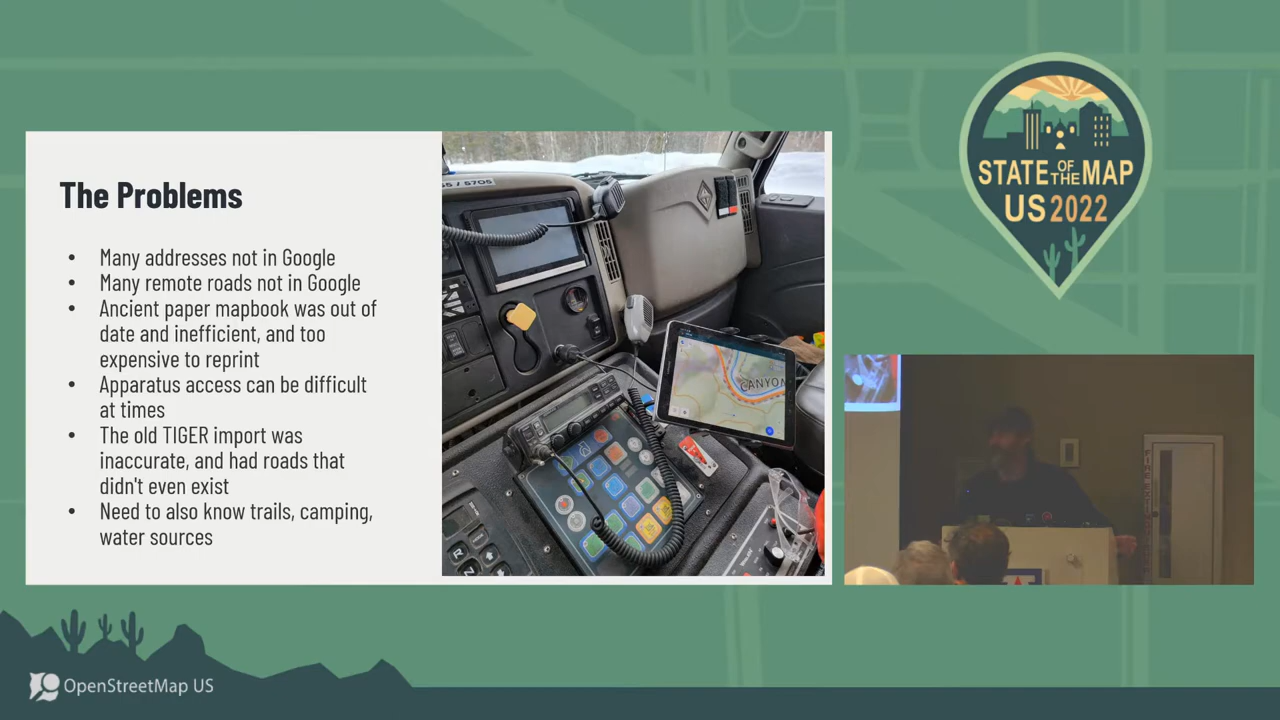 The Problems
• Many addresses not in Google
• Many remote roads not in Google
• Ancient paper mapbook was out of
date and inefficient, and too
expensive to reprint
• Apparatus access can be difficult
at times
• The old TIGER import was
inaccurate, and had roads that
didn't even exist
• Need to also know trails, camping,
water sources
CANYON
R
N
STATE OF THE MAP
US 2022
OpenStreetMap US